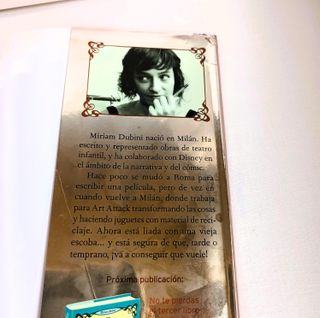 Miriam Dubini nació en Milán. Ha
escrito y representado obras de teatro
infantil, y ha colaborado con Disney en
el ámbito de la narrativa y del cómic.
Hace poco se mudó a Roma para
escribir una película, pero de vez en
cuando vuelve a Milán, donde trabaja
para Art Attack transformando las cosas
y haciendo juguetes con material de reci-
claje. Ahora está liada con una vieja
escoba... y está segura de que, tarde o
temprano, ¡va a conseguir que vuele!
Próxima publicación:
No te pierdas
el tercer libro